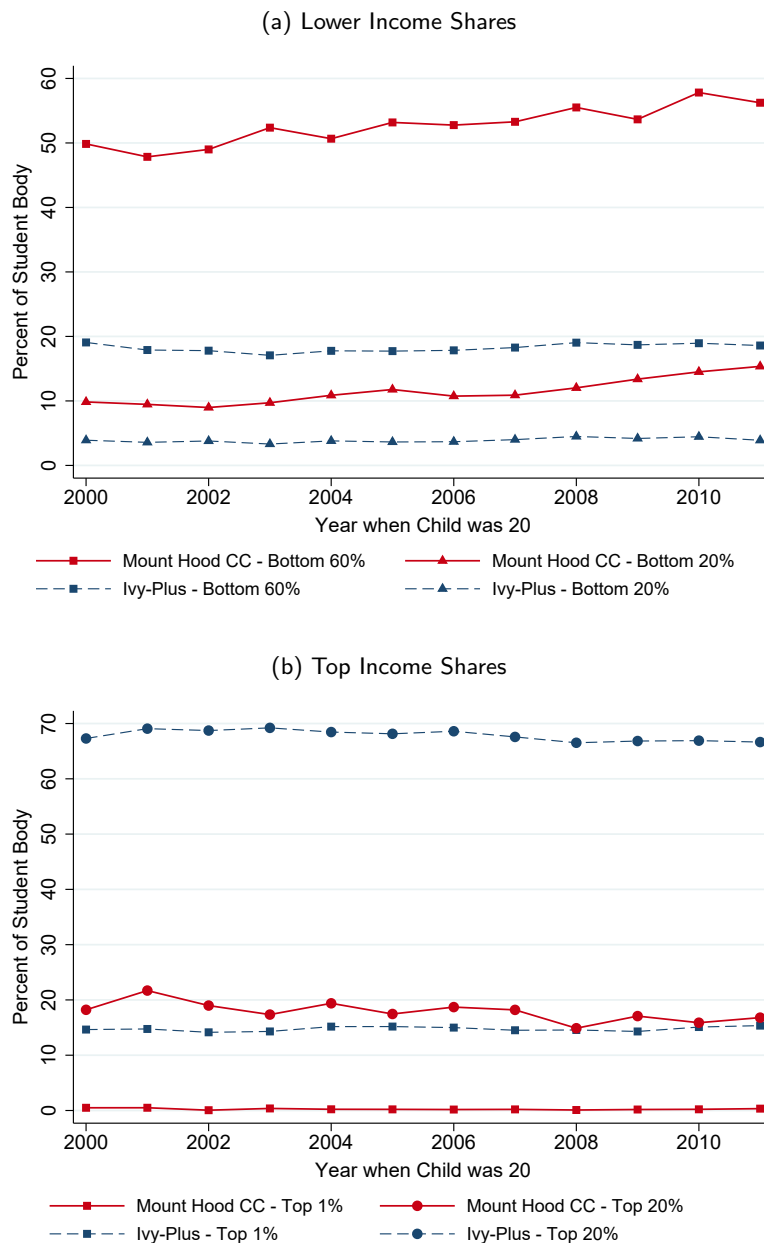 (a) Lower Income Shares
60
50
40
30
20
10
0
Percent of Student Body
2000 2002 2004 2006 2008 2010
Year when Child was 20
Mount Hood CC - Bottom 60% Mount Hood CC - Bottom 20%
Ivy-Plus - Bottom 60% Ivy-Plus - Bottom 20%
(b) Top Income Shares
70
60
50
40
30
20
10
0
Percent of Student Body
2000 2002 2004 2006 2008 2010
Year when Child was 20
Mount Hood CC - Top 1% Mount Hood CC - Top 20%
Ivy-Plus - Top 1% Ivy-Plus - Top 20%